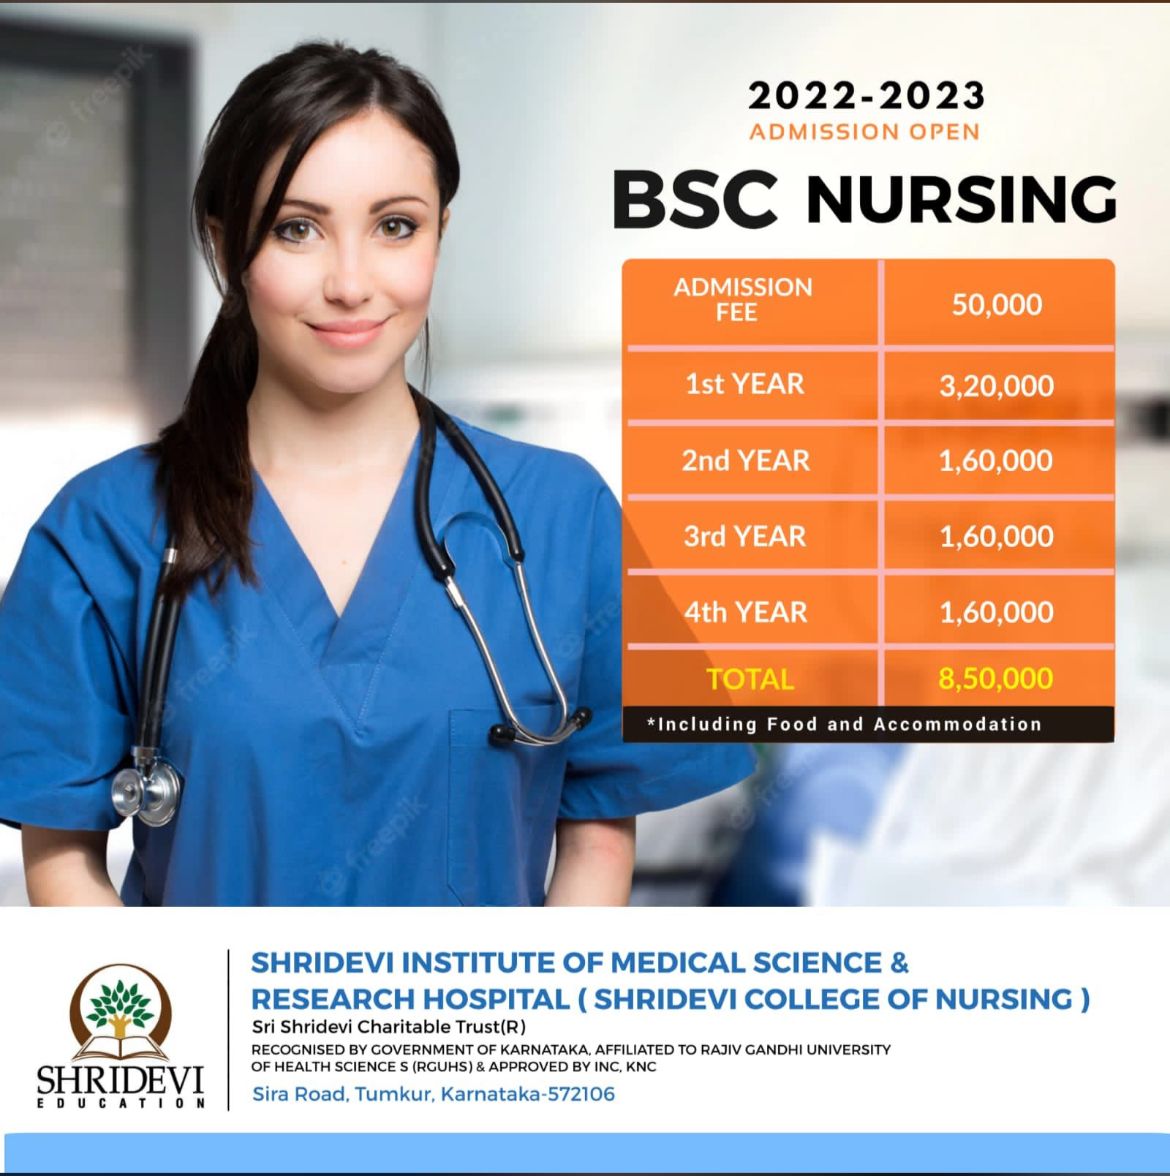 2022-2023
ADMISSION OPEN
BSC NURSING
ADMISSION FEE 50,000
1st YEAR 3,20,000
2nd YEAR 1,60,000
3rd YEAR 1,60,000
4th YEAR 1,60,000
TOTAL 8,50,000
*Including Food and Accommodation
SHRIDEVI INSTITUTE OF MEDICAL SCIENCE &
RESEARCH HOSPITAL ( SHRIDEVI COLLEGE OF NURSING )
Sri Shridevi Charitable Trust(R)
RECOGNISED BY GOVERNMENT OF KARNATAKA, AFFILIATED TO RAJIV GANDHI UNIVERSITY
OF HEALTH SCIENCE S (RGUHS) & APPROVED BY INC, KNC
Sira Road, Tumkur, Karnataka-572106
SHRIDEVI
EDUCATION
freepik
freepik
freepik